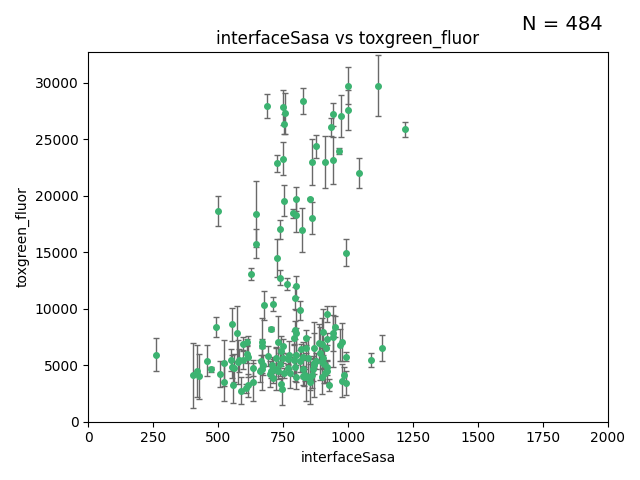 N = 484
interfaceSasa vs toxgreen_fluor
30000
25000
20000
15000
10000
5000
0
toxgreen_fluor
0 250 500 750 1000 1250 1500 1750 2000
interfaceSasa